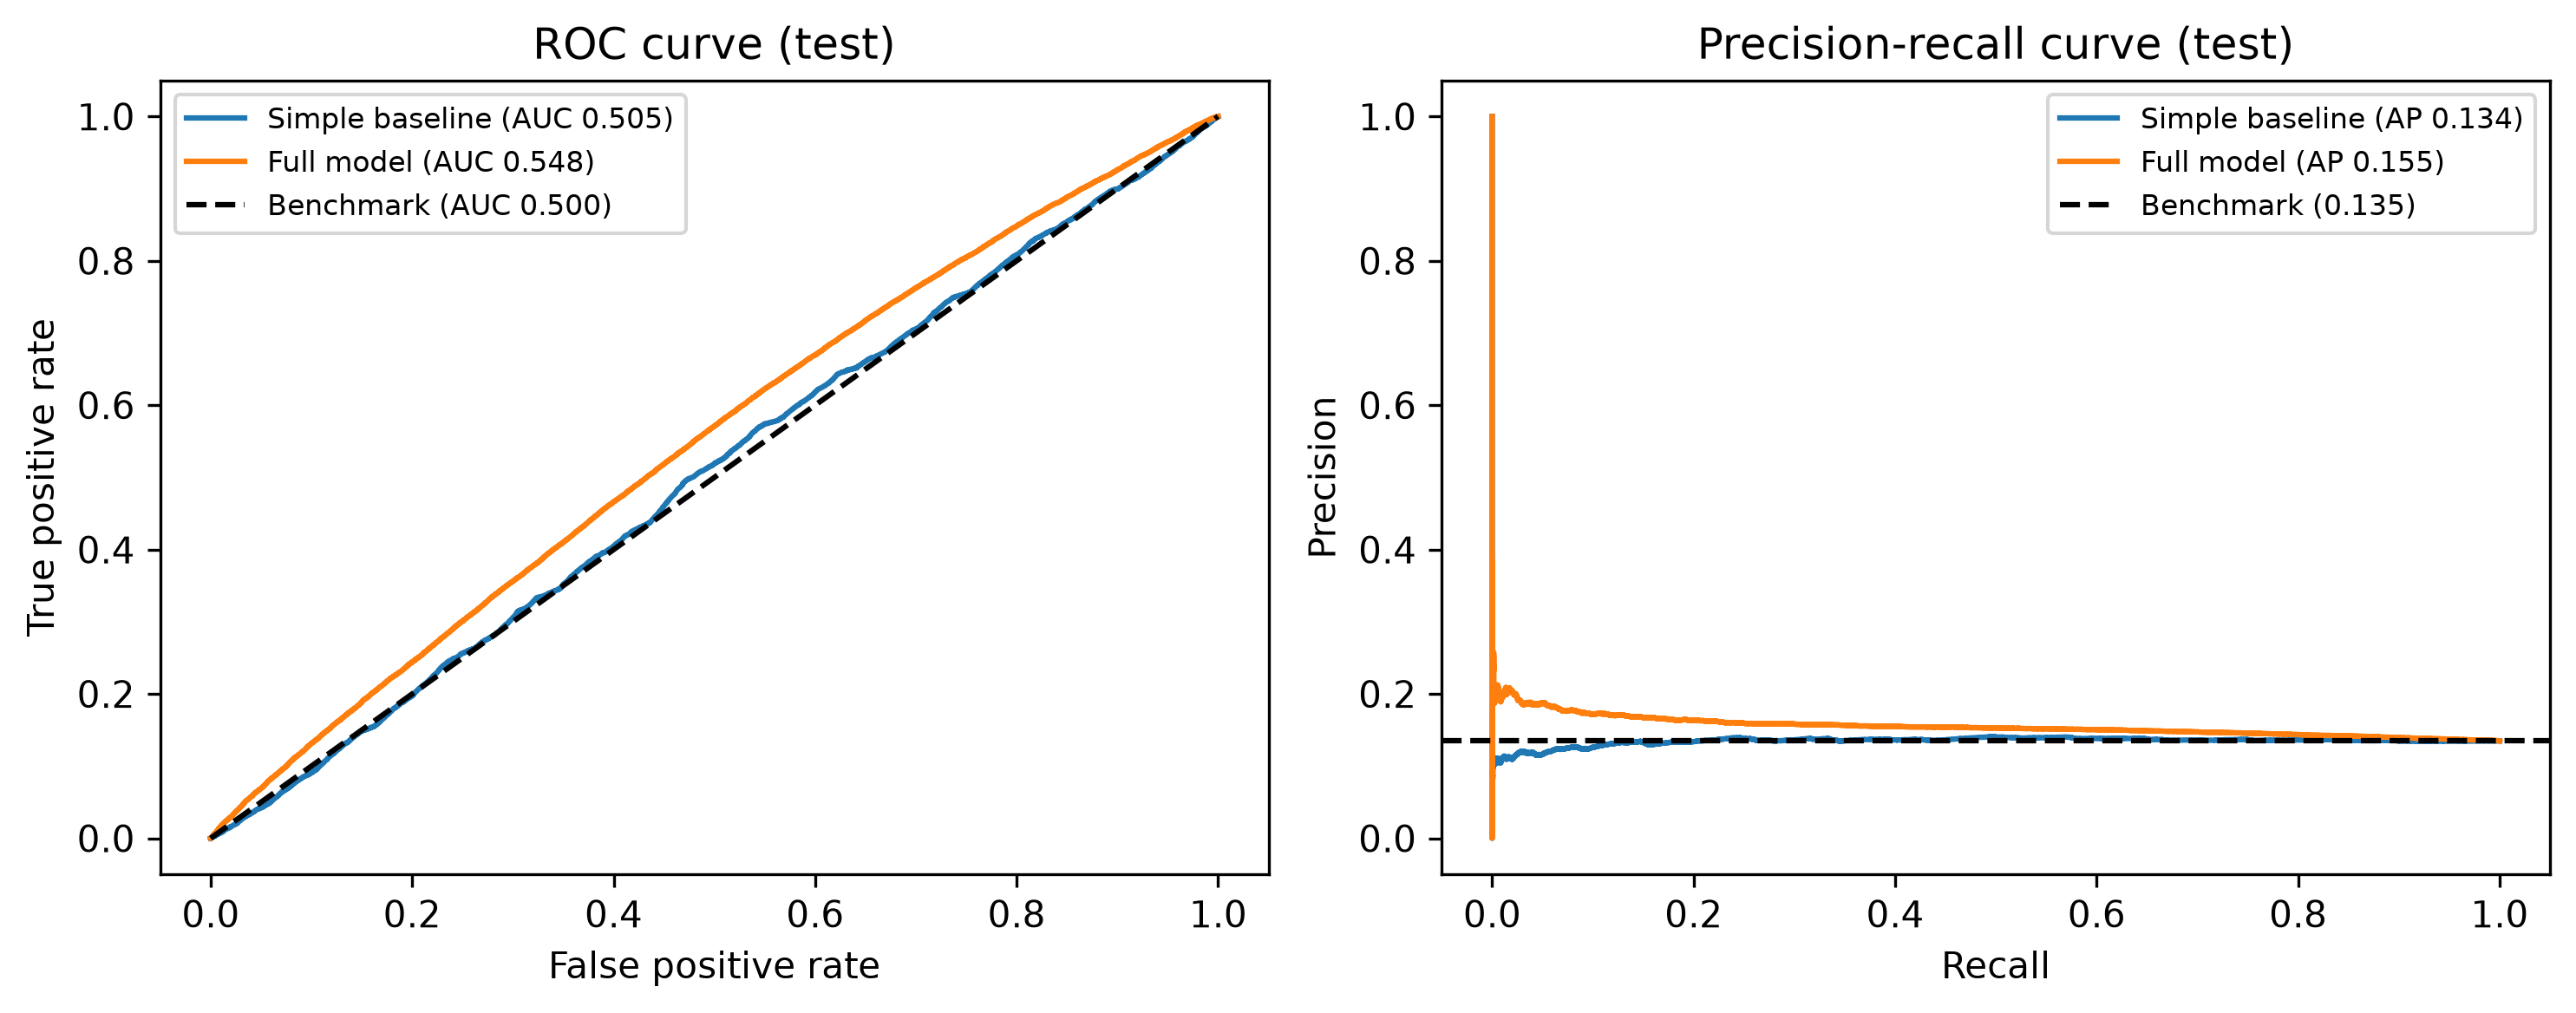 ROC curve (test)
Simple baseline (AUC 0.505)
Full model (AUC 0.548)
Benchmark (AUC 0.500)
True positive rate
1.0
0.8
0.6
0.4
0.2
0.0
0.0 0.2 0.4 0.6 0.8 1.0
False positive rate
Precision-recall curve (test)
Simple baseline (AP 0.134)
Full model (AP 0.155)
Benchmark (0.135)
Precision
1.0
0.8
0.6
0.4
0.2
0.0
0.0 0.2 0.4 0.6 0.8 1.0
Recall